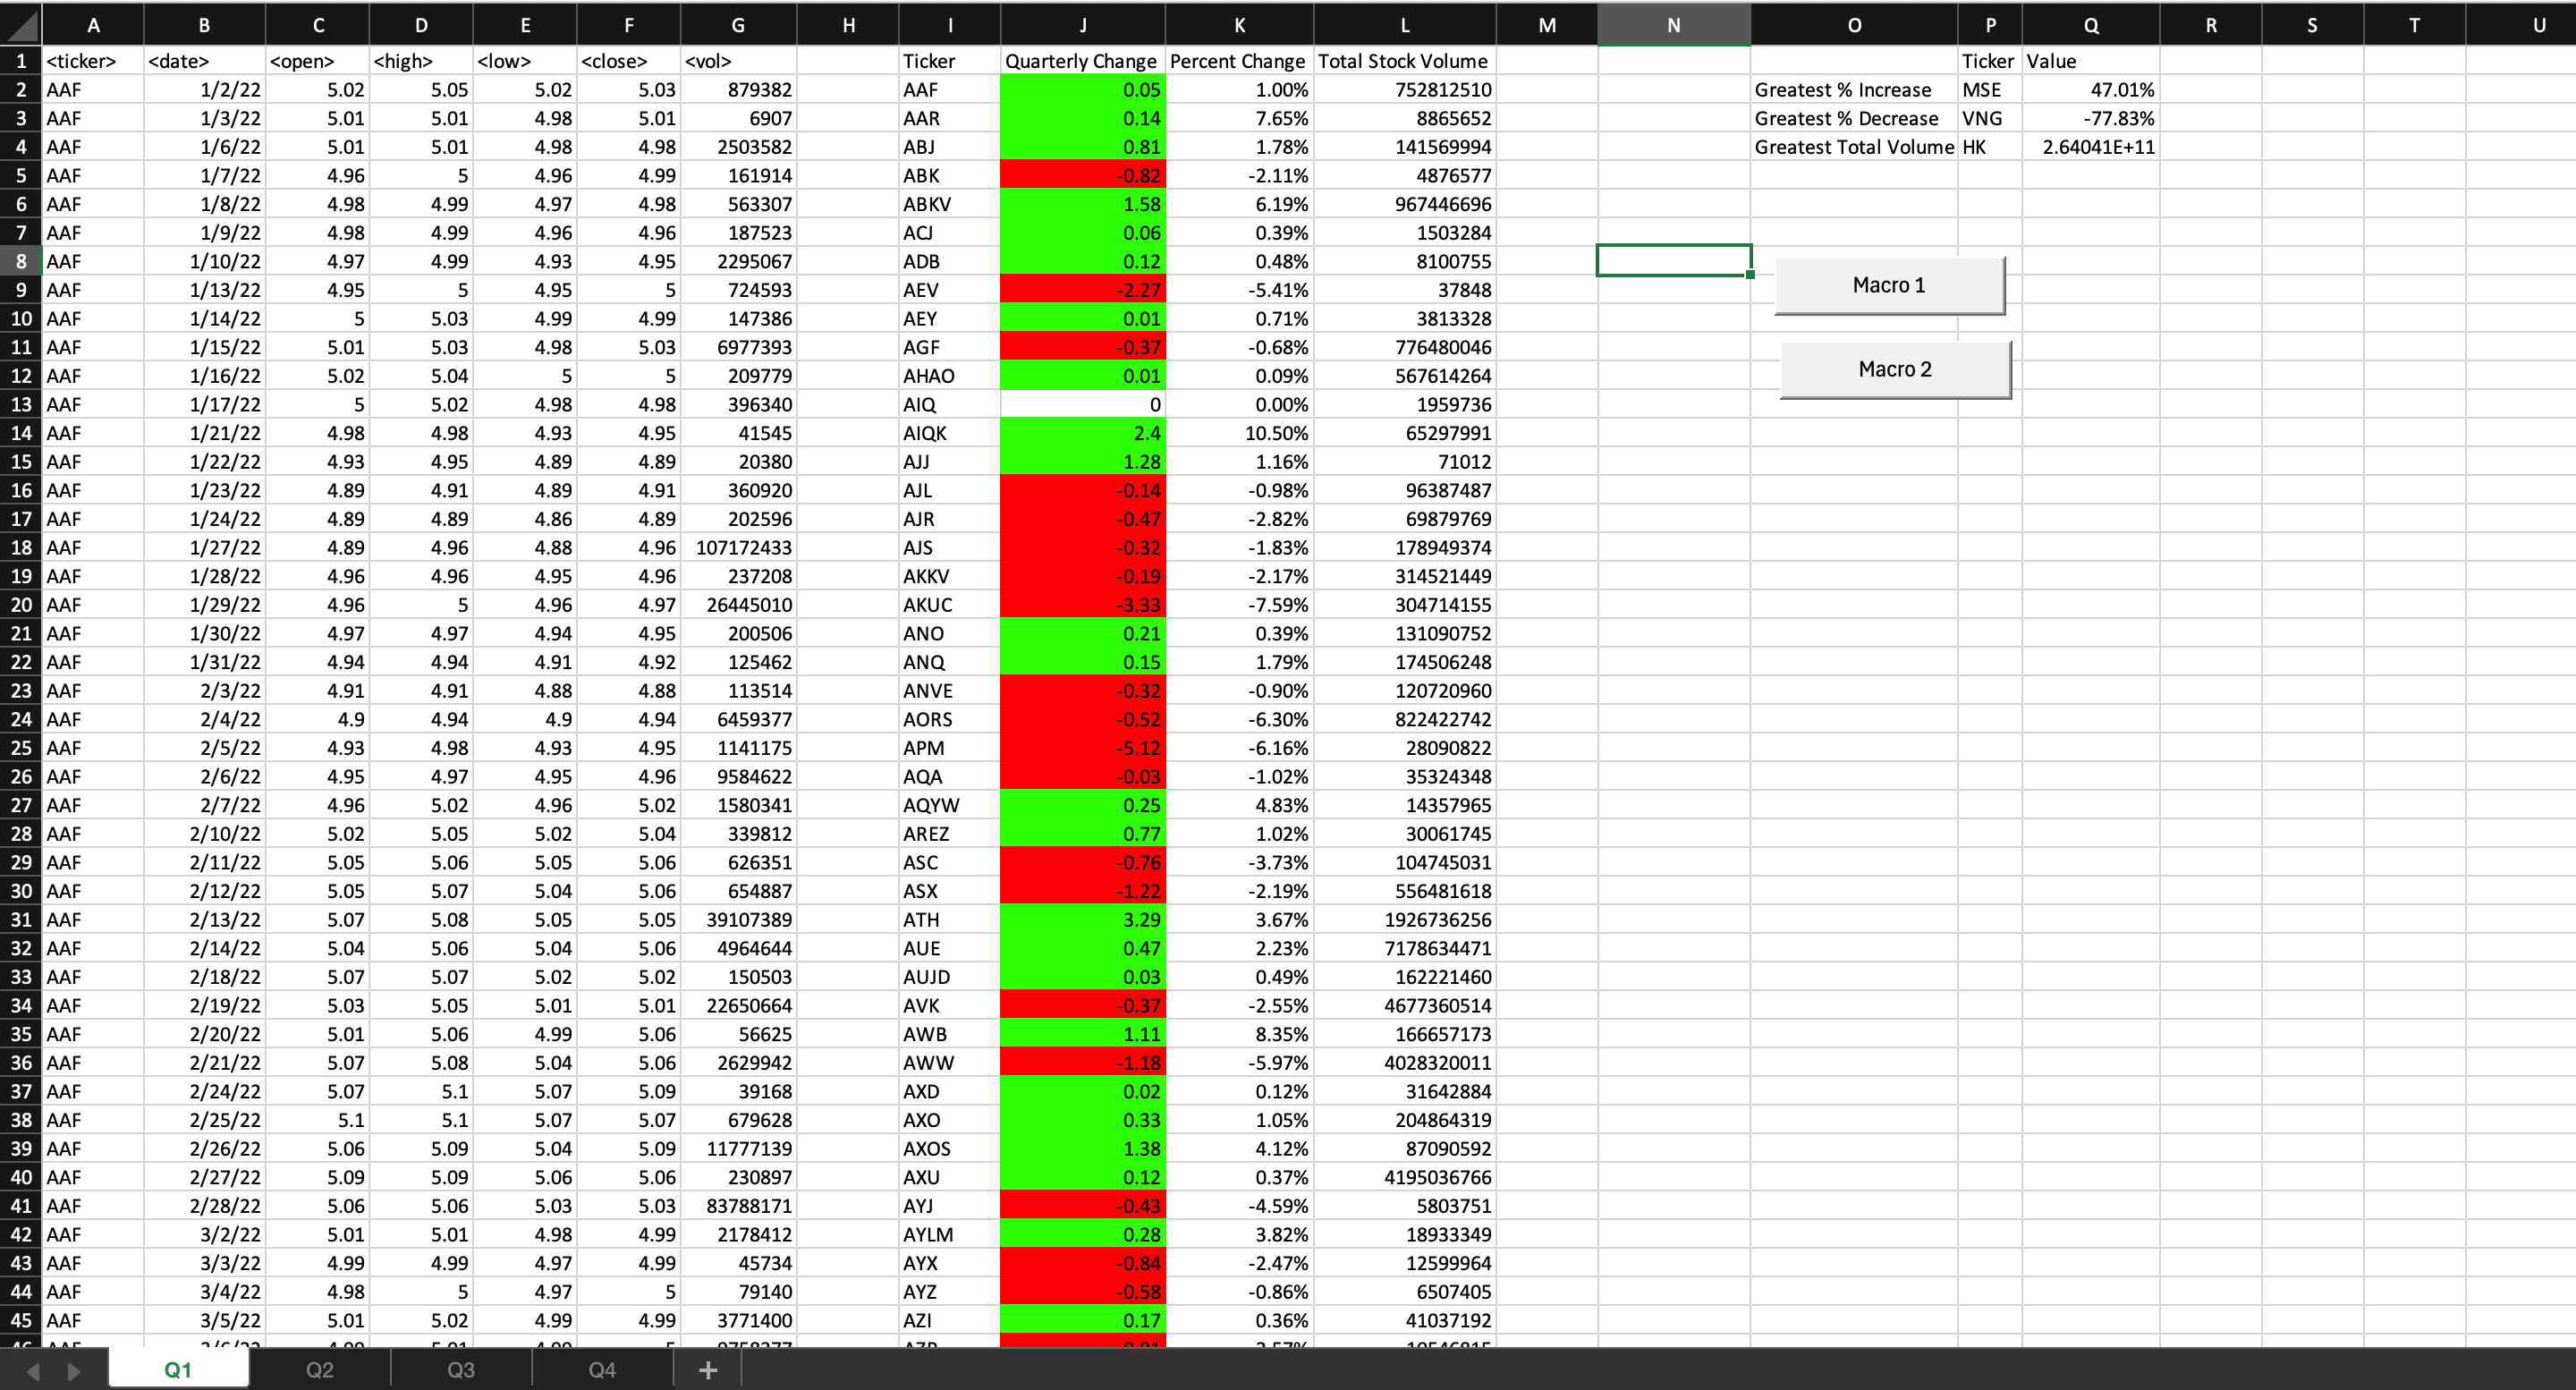 A B C D E F G H I J K L M N O P Q R S T U
1 <ticker> <date> <open> <high> <low> <close> <vol> Ticker Quarterly Change Percent Change Total Stock Volume Ticker Value
2 AAF 1/2/22 5.02 5.05 5.02 5.03 879382 AAF 0.05 1.00% 752812510 Greatest % Increase MSE 47.01%
3 AAF 1/3/22 5.01 5.01 4.98 5.01 6907 AAR 0.14 7.65% 8865652 Greatest % Decrease VNG -77.83%
4 AAF 1/6/22 5.01 5.01 4.98 4.98 2503582 ABJ 0.81 1.78% 141569994 Greatest Total Volume HK 2.64041E+11
5 AAF 1/7/22 4.96 5 4.96 4.99 161914 ABK -0.82 -2.11% 4876577
6 AAF 1/8/22 4.98 4.99 4.97 4.98 563307 ABKV 1.58 6.19% 967446696
7 AAF 1/9/22 4.98 4.99 4.96 4.96 187523 ACJ 0.06 0.39% 1503284
8 AAF 1/10/22 4.97 4.99 4.93 4.95 2295067 ADB 0.12 0.48% 8100755
9 AAF 1/13/22 4.95 5 4.95 5 724593 AEV -2.27 -5.41% 37848 Macro 1
10 AAF 1/14/22 5 5.03 4.99 4.99 147386 AEY 0.01 0.71% 3813328
11 AAF 1/15/22 5.01 5.03 4.98 5.03 6977393 AGF -0.37 -0.68% 776480046
12 AAF 1/16/22 5.02 5.04 5 5 209779 AHAO 0.01 0.09% 567614264 Macro 2
13 AAF 1/17/22 5 5.02 4.98 4.98 396340 AIQ 0 0.00% 1959736
14 AAF 1/21/22 4.98 4.98 4.93 4.95 41545 AIQK 2.4 10.50% 65297991
15 AAF 1/22/22 4.93 4.95 4.89 4.89 20380 AJJ 1.28 1.16% 71012
16 AAF 1/23/22 4.89 4.91 4.89 4.91 360920 AJL -0.14 -0.98% 96387487
17 AAF 1/24/22 4.89 4.89 4.86 4.89 202596 AJR -0.47 -2.82% 69879769
18 AAF 1/27/22 4.89 4.96 4.88 4.96 107172433 AJS -0.32 -1.83% 178949374
19 AAF 1/28/22 4.96 4.96 4.95 4.96 237208 AKKV -0.19 -2.17% 314521449
20 AAF 1/29/22 4.96 5 4.96 4.97 26445010 AKUC -3.33 -7.59% 304714155
21 AAF 1/30/22 4.97 4.97 4.94 4.95 200506 ANO 0.21 0.39% 131090752
22 AAF 1/31/22 4.94 4.94 4.91 4.92 125462 ANQ 0.15 1.79% 174506248
23 AAF 2/3/22 4.91 4.91 4.88 4.88 113514 ANVE -0.32 -0.90% 120720960
24 AAF 2/4/22 4.9 4.94 4.9 4.94 6459377 AORS -0.52 -6.30% 822422742
25 AAF 2/5/22 4.93 4.98 4.93 4.95 1141175 APM -5.12 -6.16% 28090822
26 AAF 2/6/22 4.95 4.97 4.95 4.96 9584622 AQA -0.03 -1.02% 35324348
27 AAF 2/7/22 4.96 5.02 4.96 5.02 1580341 AQYW 0.25 4.83% 14357965
28 AAF 2/10/22 5.02 5.05 5.02 5.04 339812 AREZ 0.77 1.02% 30061745
29 AAF 2/11/22 5.05 5.06 5.05 5.06 626351 ASC -0.76 -3.73% 104745031
30 AAF 2/12/22 5.05 5.07 5.04 5.06 654887 ASX -1.22 -2.19% 556481618
31 AAF 2/13/22 5.07 5.08 5.05 5.05 39107389 ATH 3.29 3.67% 1926736256
32 AAF 2/14/22 5.04 5.06 5.04 5.06 4964644 AUE 0.47 2.23% 7178634471
33 AAF 2/18/22 5.07 5.07 5.02 5.02 150503 AUJD 0.03 0.49% 162221460
34 AAF 2/19/22 5.03 5.05 5.01 5.01 22650664 AVK -0.37 -2.55% 4677360514
35 AAF 2/20/22 5.01 5.06 4.99 5.06 56625 AWB 1.11 8.35% 166657173
36 AAF 2/21/22 5.07 5.08 5.04 5.06 2629942 AWW -1.18 -5.97% 4028320011
37 AAF 2/24/22 5.07 5.1 5.07 5.09 39168 AXD 0.02 0.12% 31642884
38 AAF 2/25/22 5.1 5.1 5.07 5.07 679628 AXO 0.33 1.05% 204864319
39 AAF 2/26/22 5.06 5.09 5.04 5.09 11777139 AXOS 1.38 4.12% 87090592
40 AAF 2/27/22 5.09 5.09 5.06 5.06 230897 AXU 0.12 0.37% 4195036766
41 AAF 2/28/22 5.06 5.06 5.03 5.03 83788171 AYJ -0.43 -4.59% 5803751
42 AAF 3/2/22 5.01 5.01 4.98 4.99 2178412 AYLM 0.28 3.82% 18933349
43 AAF 3/3/22 4.99 4.99 4.97 4.99 45734 AYX -0.84 -2.47% 12599964
44 AAF 3/4/22 4.98 5 4.97 5 79140 AYZ -0.58 -0.86% 6507405
45 AAF 3/5/22 5.01 5.02 4.99 4.99 3771400 AZI 0.17 0.36% 41037192
Q1 Q2 Q3 Q4 +